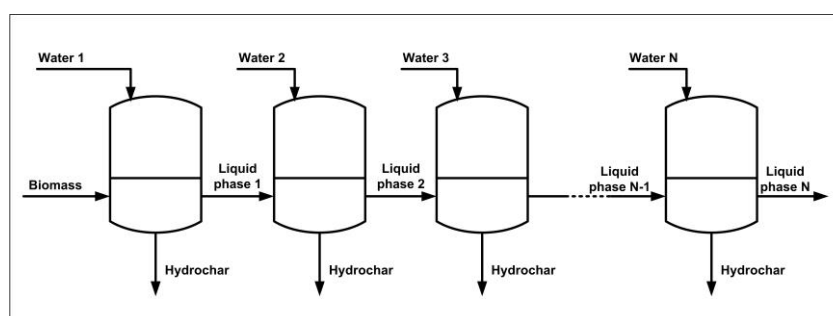 Water 1
Water 2
Water 3
Water N
Biomass
Liquid
phase 1
Liquid
phase 2
Liquid
phase N-1
Liquid
phase N
Hydrochar
Hydrochar
Hydrochar
Hydrochar